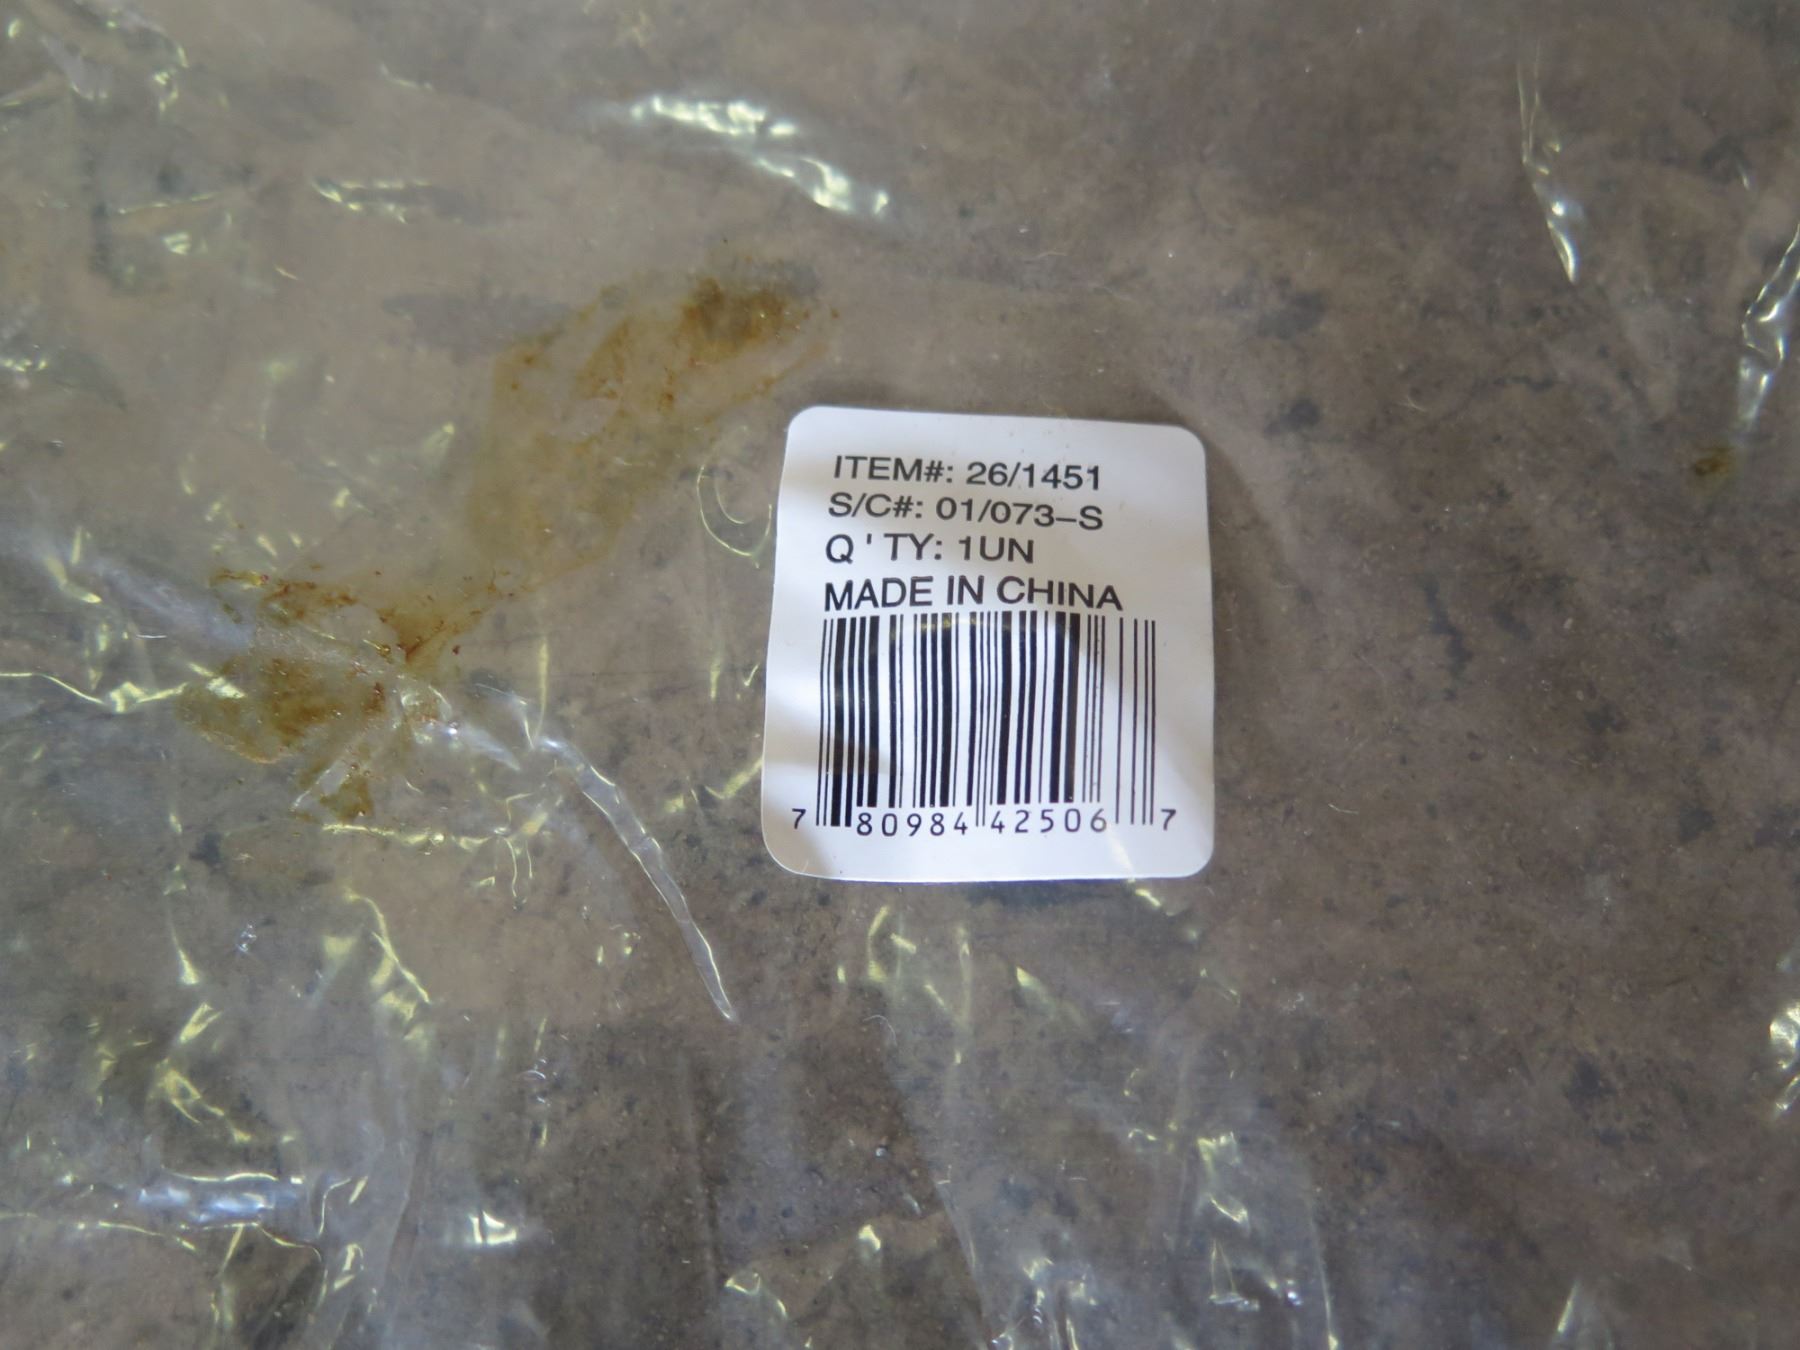 ITEM#: 26/1451
S/C#: 01/073-S
Q'TY: 1UN
MADE IN CHINA
7 80984 42506 7